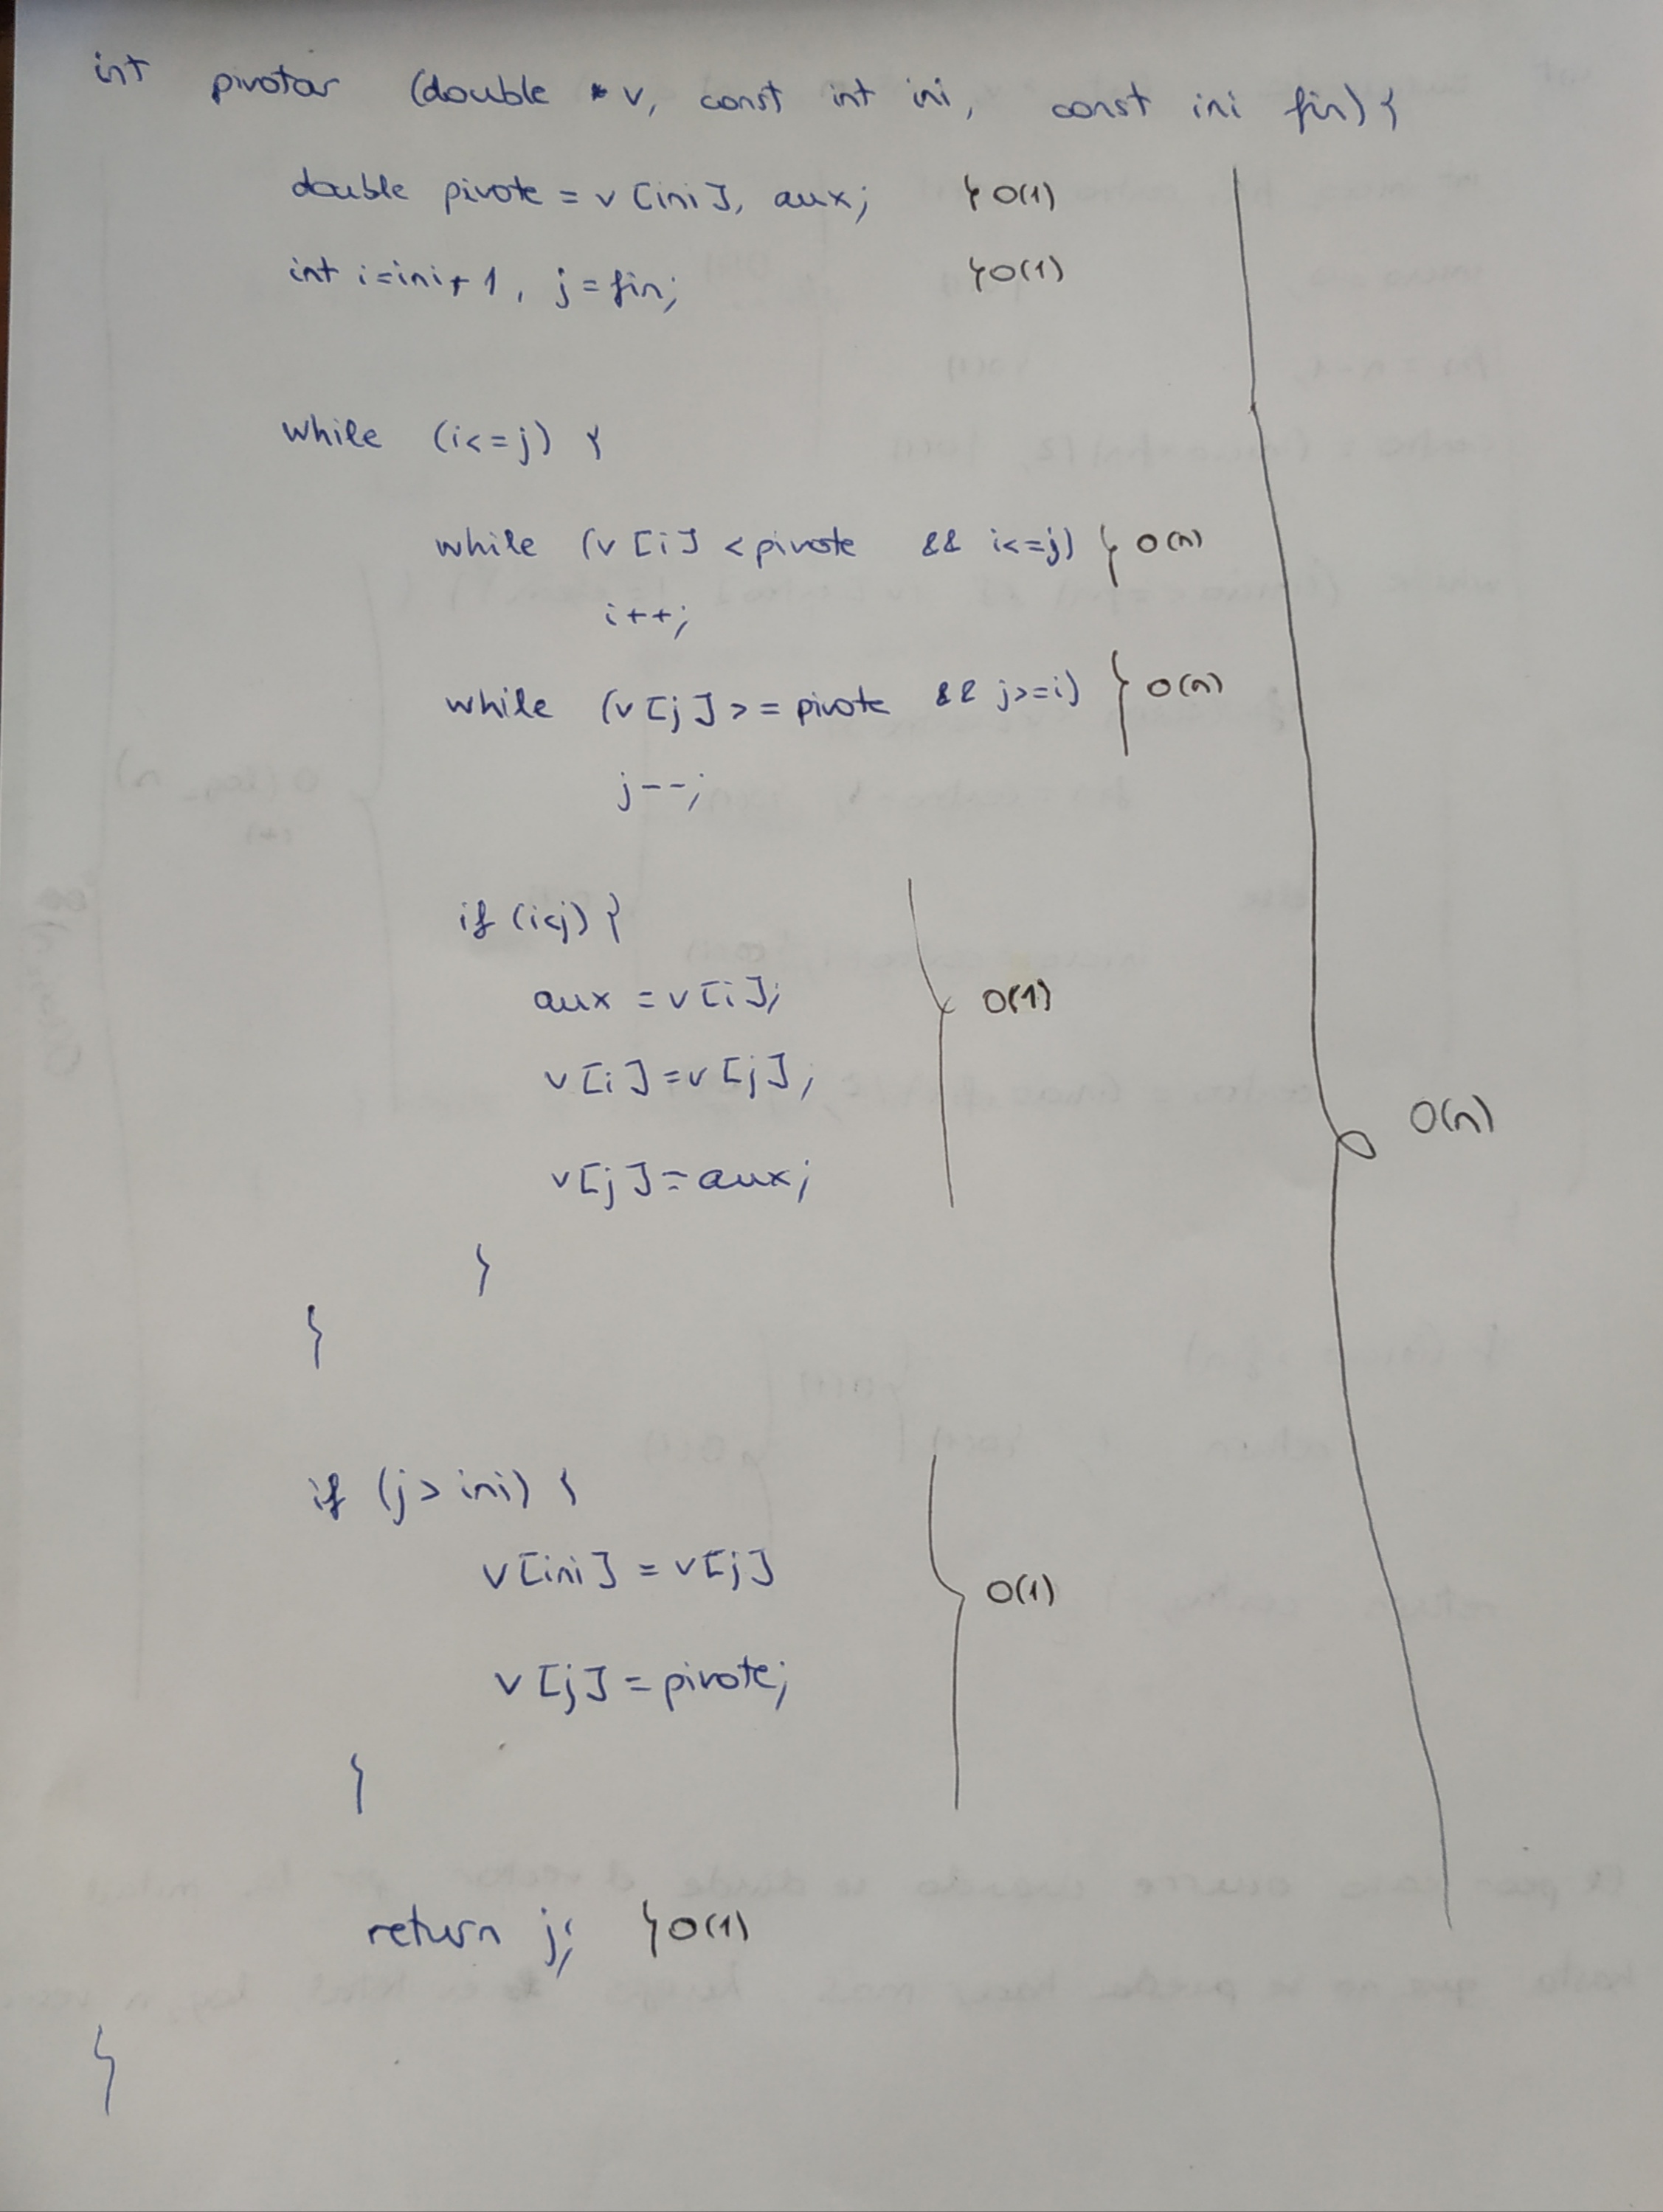 int pivotar (double * v, const int ini, const ini fin) {
double pivote = v [ini], aux; } O(1)
int i=ini+1, j=fin; } O(1)
while (i<=j) {
while (v [i] < pivote && i<=j) } O(n)
i++;
while (v [j] >= pivote && j>=i) } O(n)
j--;
if (i<j) {
aux = v [i]; } O(1)
v [i] = v [j];
v [j] = aux; } O(n)
}
}
if (j > ini) {
v [ini] = v [j] } O(1)
v [j] = pivote;
}
return j; } O(1)
}